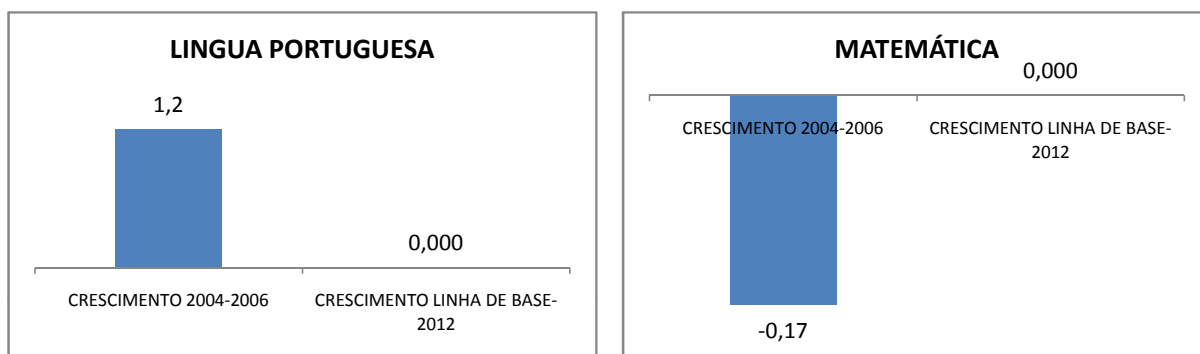 LINGUA PORTUGUESA
1,2
0,000
CRESCIMENTO 2004-2006
CRESCIMENTO LINHA DE BASE-
2012
MATEMÁTICA
0,000
CRESCIMENTO 2004-2006
CRESCIMENTO LINHA DE BASE-
2012
-0,17